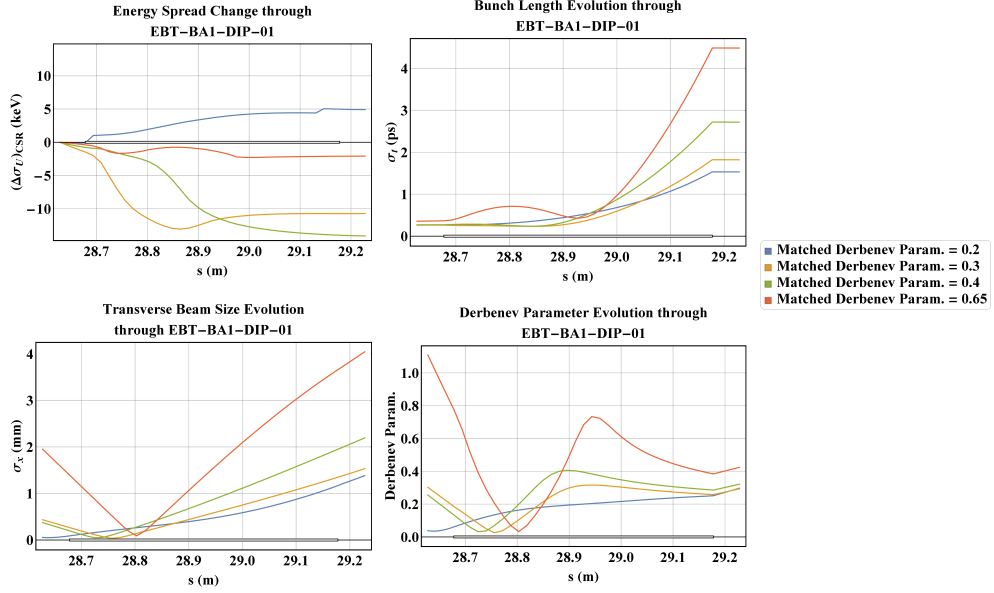 Energy Spread Change through
EBT−BA1−DIP−01
10
5
0
−5
−10
(Δσ_U)_CSR (keV)
28.7 28.8 28.9 29.0 29.1 29.2
s (m)
Bunch Length Evolution through
EBT−BA1−DIP−01
4
3
2
1
0
σ_t (ps)
28.7 28.8 28.9 29.0 29.1 29.2
s (m)
Matched Derbenev Param. = 0.2
Matched Derbenev Param. = 0.3
Matched Derbenev Param. = 0.4
Matched Derbenev Param. = 0.65
Transverse Beam Size Evolution
through EBT−BA1−DIP−01
4
3
2
1
0
σ_x (mm)
28.7 28.8 28.9 29.0 29.1 29.2
s (m)
Derbenev Parameter Evolution through
EBT−BA1−DIP−01
1.0
0.8
0.6
0.4
0.2
0.0
Derbenev Param.
28.7 28.8 28.9 29.0 29.1 29.2
s (m)